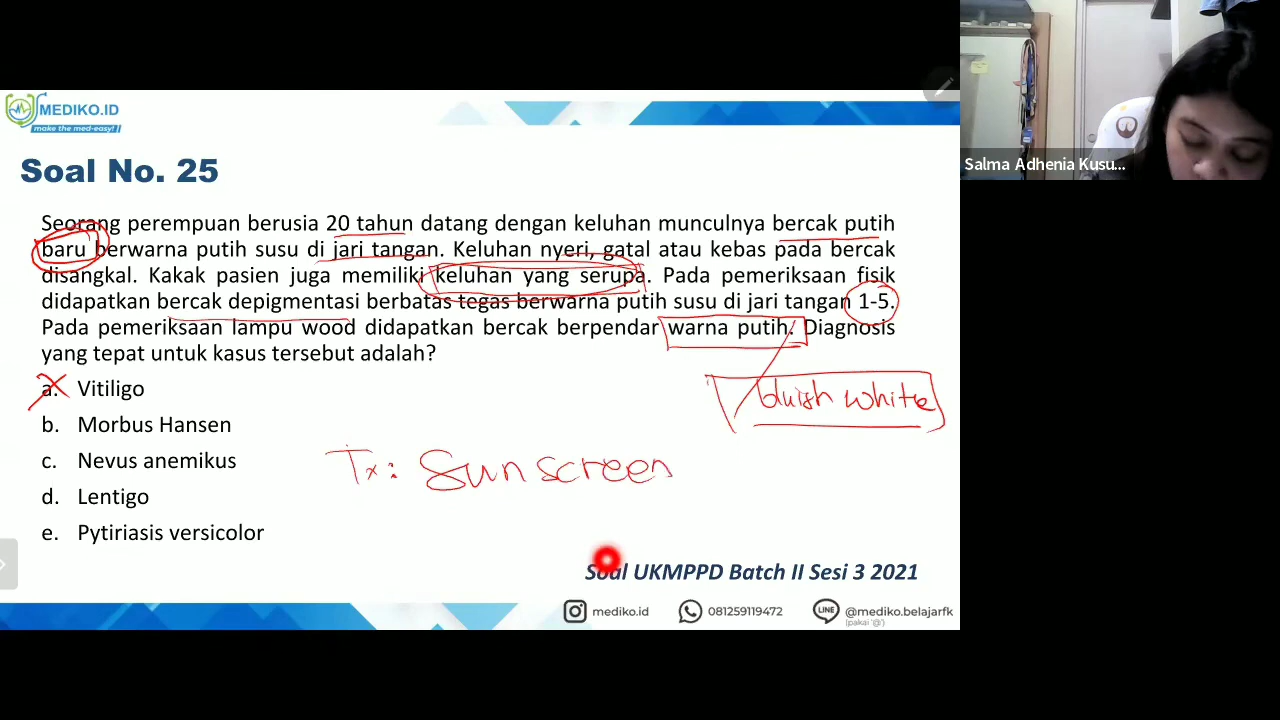 MEDIKO.ID
make the med-easy!
Soal No. 25
Seorang perempuan berusia 20 tahun datang dengan keluhan munculnya bercak putih
baru berwarna putih susu di jari tangan. Keluhan nyeri, gatal atau kebas pada bercak
disangkal. Kakak pasien juga memiliki keluhan yang serupa. Pada pemeriksaan fisik
didapatkan bercak depigmentasi berbatas tegas berwarna putih susu di jari tangan 1-5.
Pada pemeriksaan lampu wood didapatkan bercak berpendar warna putih. Diagnosis
yang tepat untuk kasus tersebut adalah?
a. Vitiligo
b. Morbus Hansen
c. Nevus anemikus
d. Lentigo
e. Pytiriasis versicolor
bluish white
Tx: Sunscreen
Soal UKMPPD Batch II Sesi 3 2021
mediko.id
081259119472
LINE
@mediko.belajarfk
(pakai '@')
Salma Adhenia Kusu...